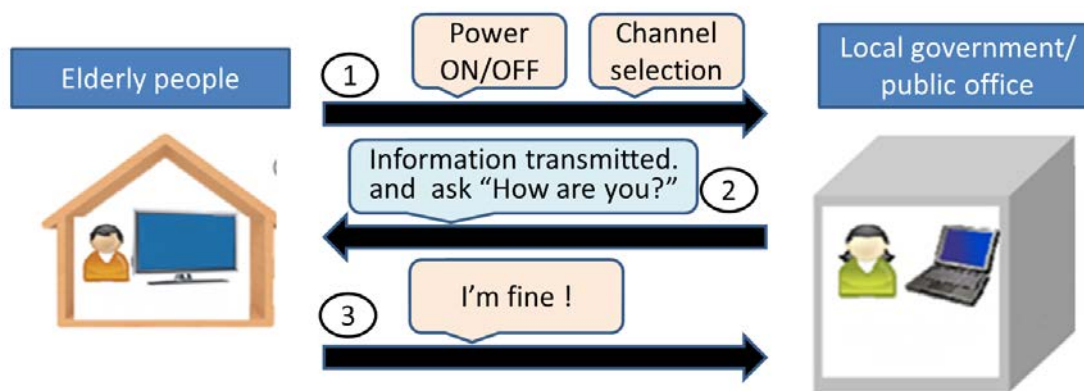 Elderly people
1
Power
ON/OFF
Channel
selection
Local government/
public office
Information transmitted.
and ask “How are you?”
2
3
I’m fine !